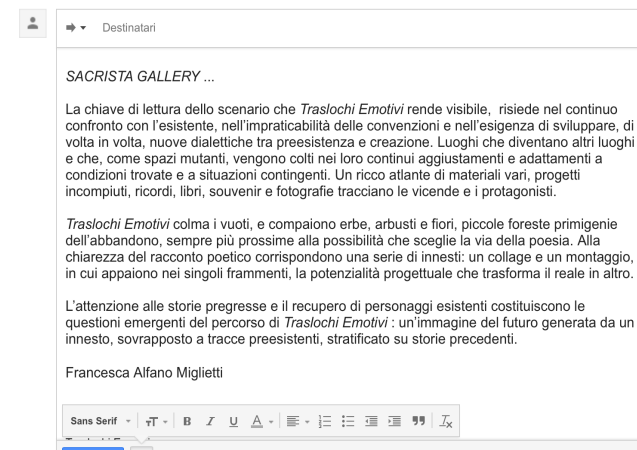 Destinatari
SACRISTA GALLERY ...
La chiave di lettura dello scenario che Traslochi Emotivi rende visibile, risiede nel continuo
confronto con l'esistente, nell'impraticabilità delle convenzioni e nell'esigenza di sviluppare, di
volta in volta, nuove dialettiche tra preesistenza e creazione. Luoghi che diventano altri luoghi
e che, come spazi mutanti, vengono colti nei loro continui aggiustamenti e adattamenti a
condizioni trovate e a situazioni contingenti. Un ricco atlante di materiali vari, progetti
incompiuti, ricordi, libri, souvenir e fotografie tracciano le vicende e i protagonisti.
Traslochi Emotivi colma i vuoti, e compaiono erbe, arbusti e fiori, piccole foreste primigenie
dell'abbandono, sempre più prossime alla possibilità che sceglie la via della poesia. Alla
chiarezza del racconto poetico corrispondono una serie di innesti: un collage e un montaggio,
in cui appaiono nei singoli frammenti, la potenzialità progettuale che trasforma il reale in altro.
L'attenzione alle storie pregresse e il recupero di personaggi esistenti costituiscono le
questioni emergenti del percorso di Traslochi Emotivi : un'immagine del futuro generata da un
innesto, sovrapposto a tracce preesistenti, stratificato su storie precedenti.
Francesca Alfano Miglietti
Sans Serif